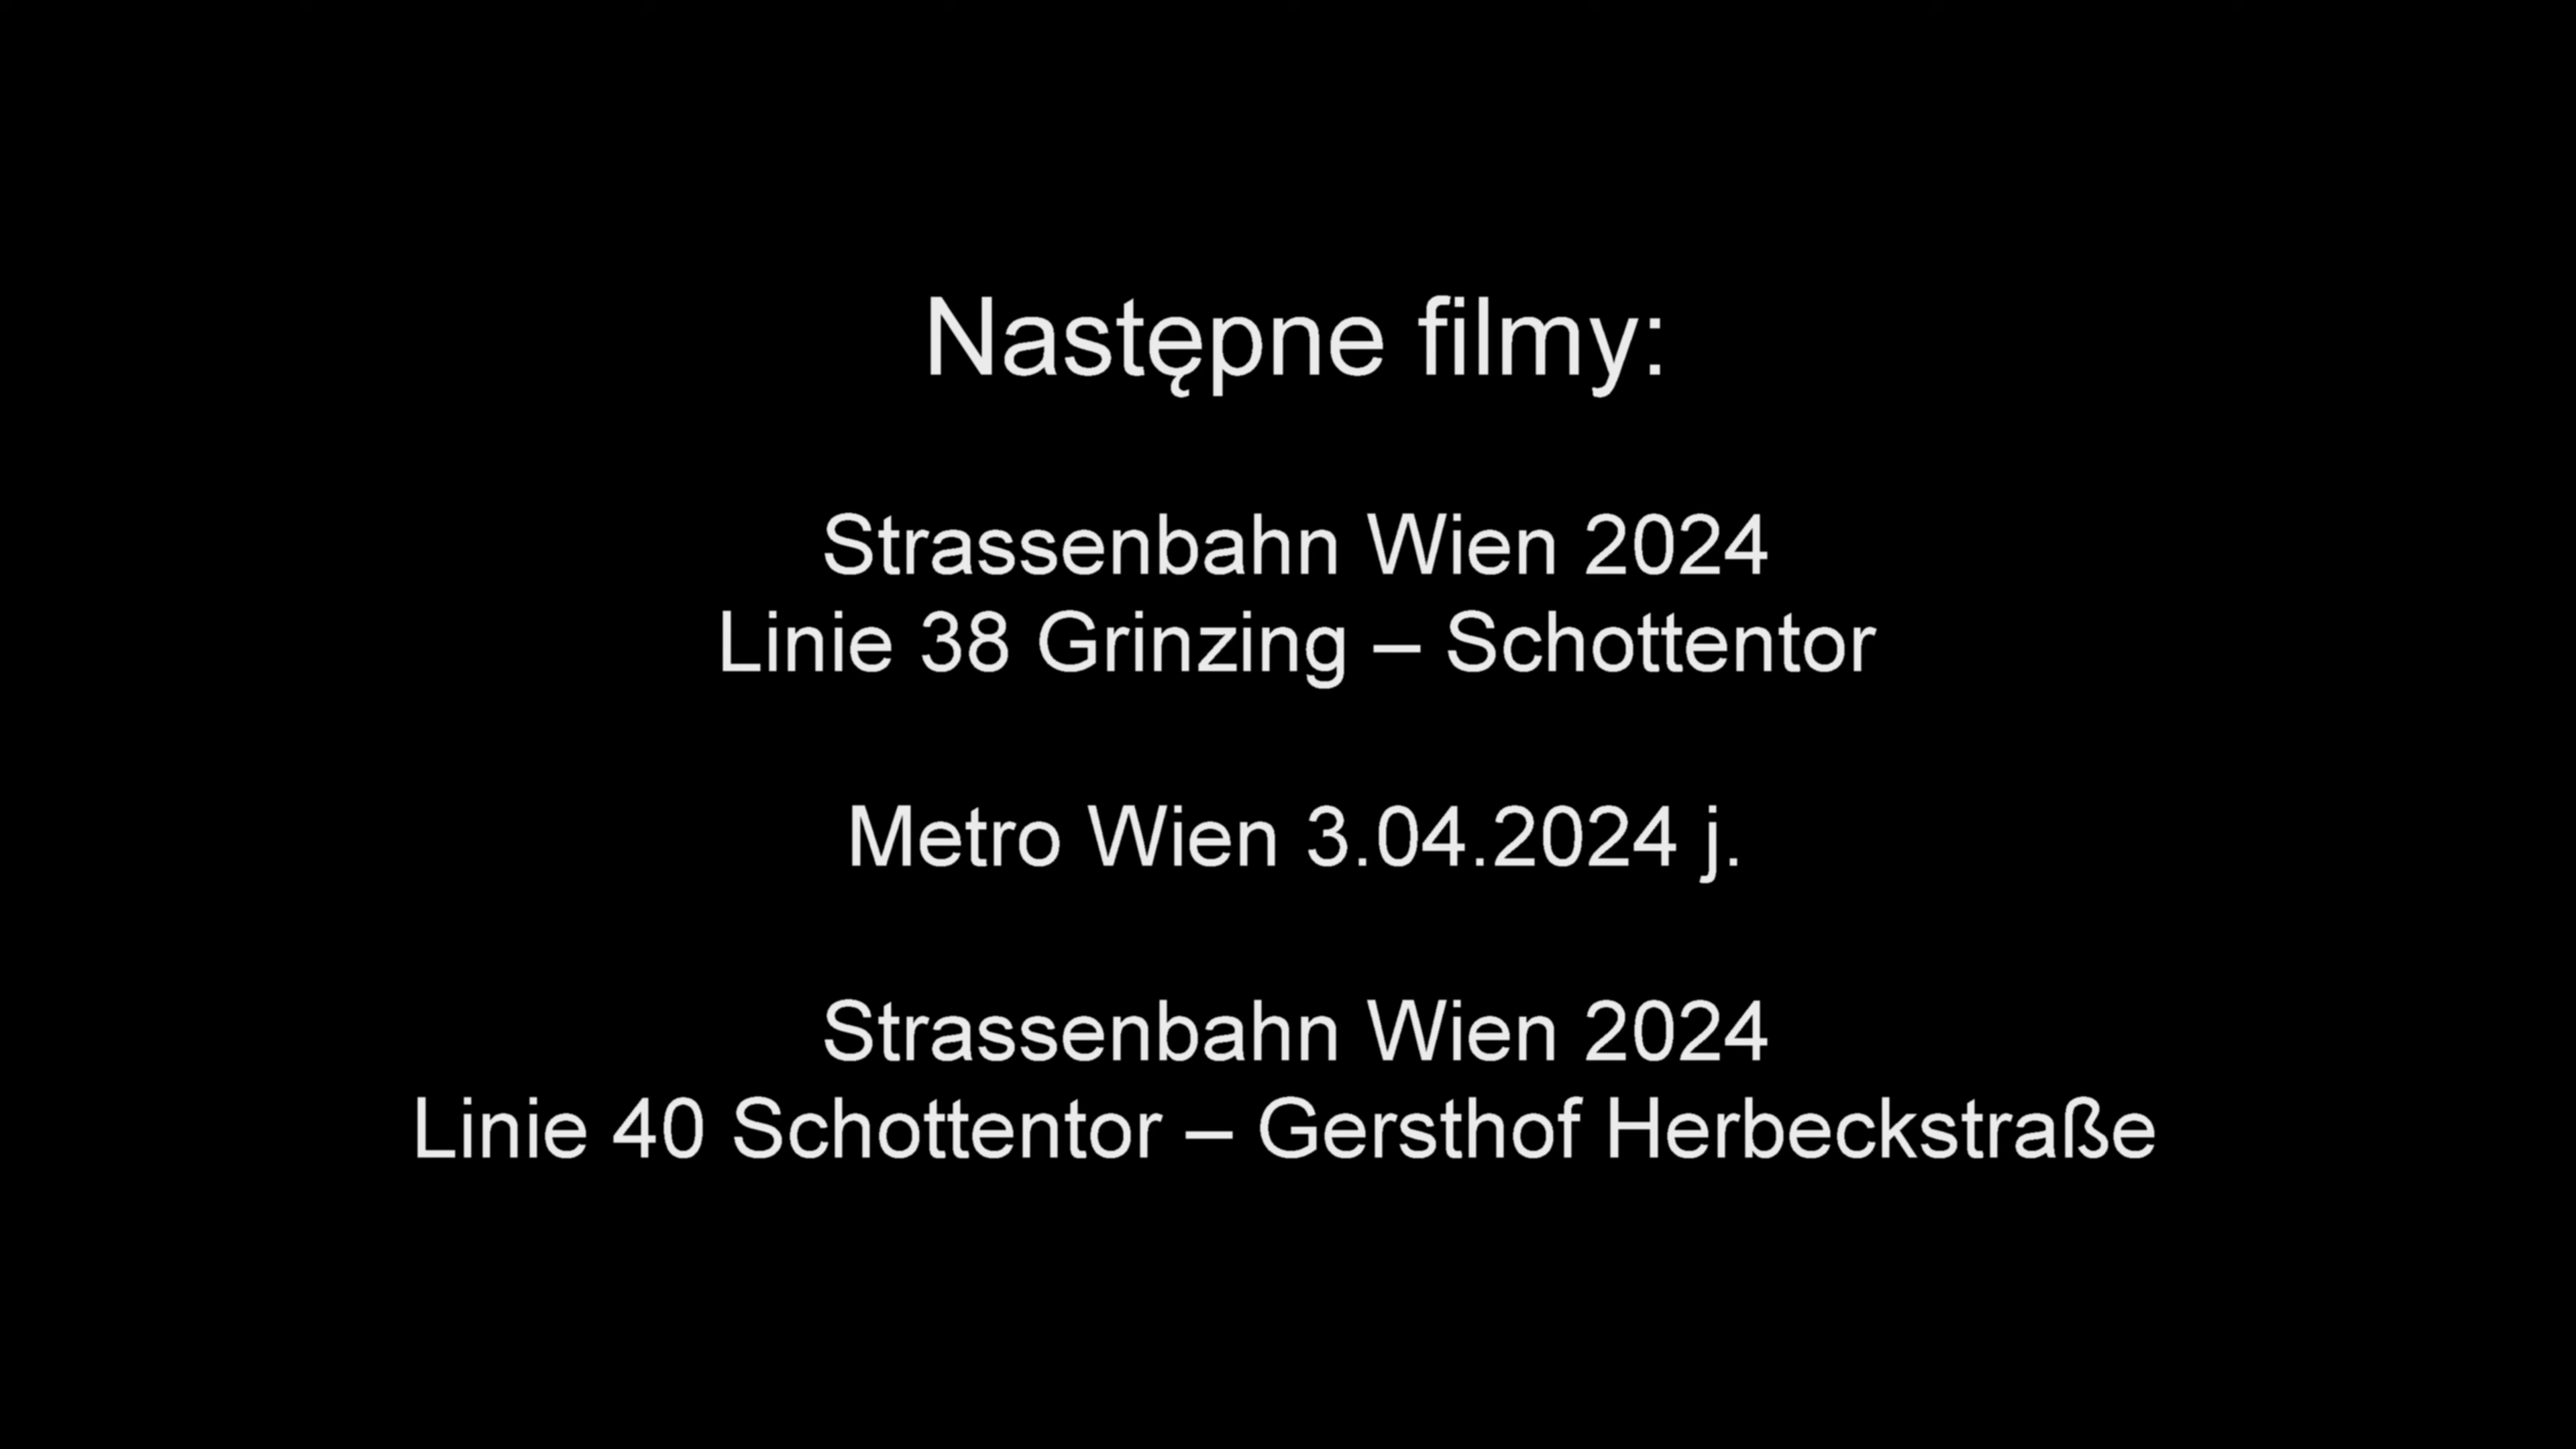 Następne filmy:
Strassenbahn Wien 2024
Linie 38 Grinzing – Schottentor
Metro Wien 3.04.2024 j.
Strassenbahn Wien 2024
Linie 40 Schottentor – Gersthof Herbeckstraße